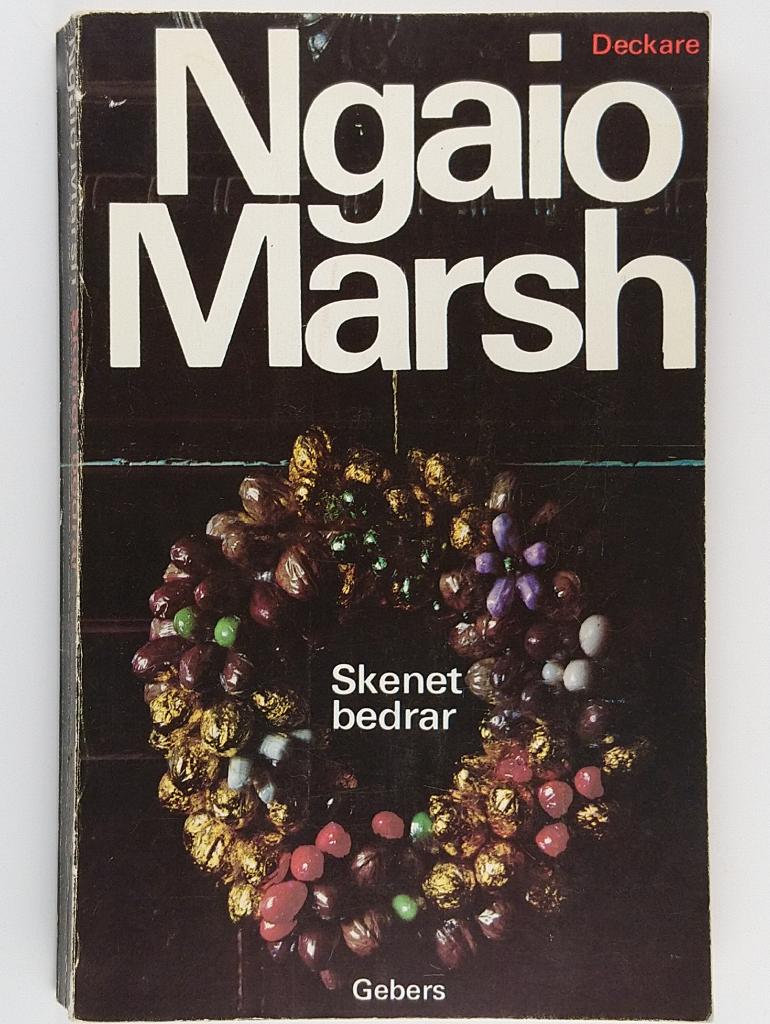 Deckare
Ngaio
Marsh
Skenet
bedrar
Gebers